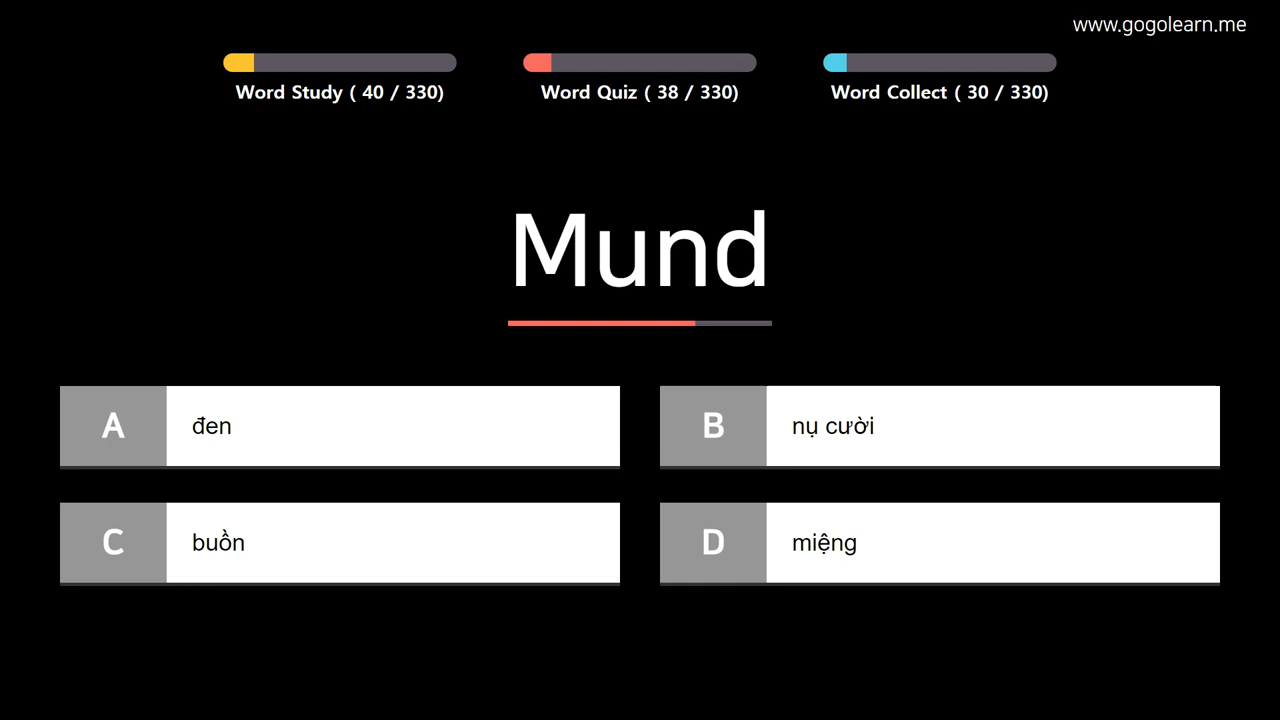 www.gogolearn.me
Word Study ( 40 / 330)
Word Quiz ( 38 / 330)
Word Collect ( 30 / 330)
Mund
A đen
B nụ cười
C buồn
D miệng